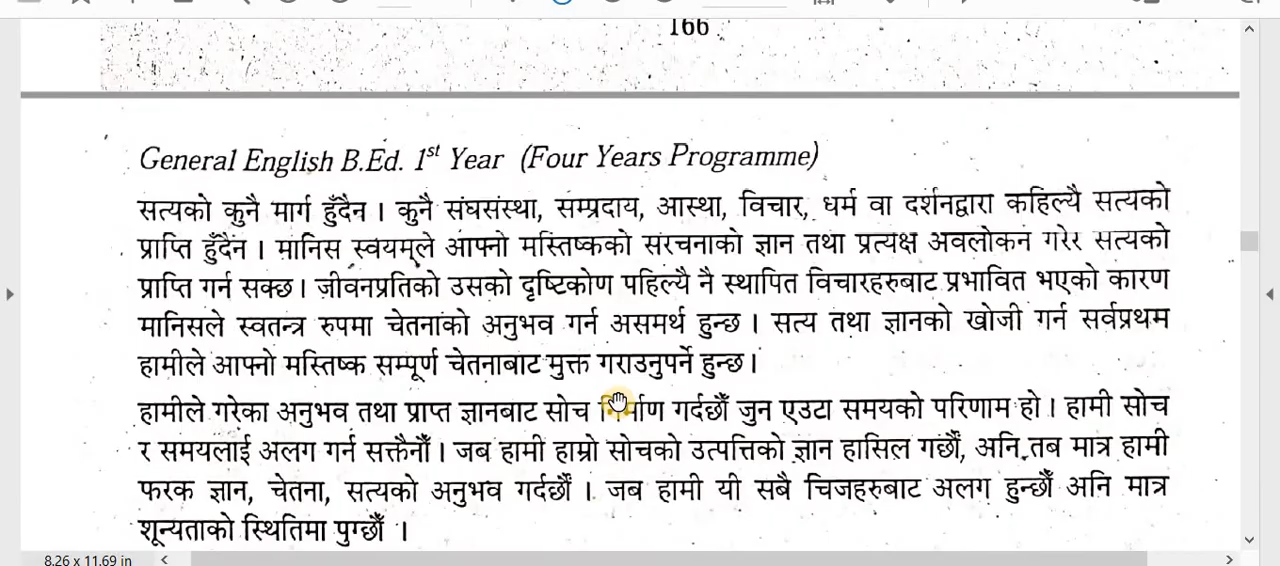 166
General English B.Ed. 1st Year (Four Years Programme)
सत्यको कुनै मार्ग हुँदैन । कुनै संघसंस्था, सम्प्रदाय, आस्था, विचार, धर्म वा दर्शनद्वारा कहिल्यै सत्यको
प्राप्ति हुँदैन । मानिस स्वयम्ले आफ्नो मस्तिष्कको संरचनाको ज्ञान तथा प्रत्यक्ष अवलोकन गरेर सत्यको
प्राप्ति गर्न सक्छ । जीवनप्रतिको उसको दृष्टिकोण पहिल्यै नै स्थापित विचारहरुबाट प्रभावित भएको कारण
मानिसले स्वतन्त्र रुपमा चेतनाको अनुभव गर्न असमर्थ हुन्छ । सत्य तथा ज्ञानको खोजी गर्न सर्वप्रथम
हामीले आफ्नो मस्तिष्क सम्पूर्ण चेतनाबाट मुक्त गराउनुपर्ने हुन्छ ।
हामीले गरेका अनुभव तथा प्राप्त ज्ञानबाट सोच निर्माण गर्दछौं जुन एउटा समयको परिणाम हो । हामी सोच
र समयलाई अलग गर्न सक्तैनौं । जब हामी हाम्रो सोचको उत्पत्तिको ज्ञान हासिल गर्छौं, अनि तब मात्र हामी
फरक ज्ञान, चेतना, सत्यको अनुभव गर्दछौं । जब हामी यी सबै चिजहरुबाट अलग हुन्छौं अनि मात्र
शून्यताको स्थितिमा पुग्छौं ।
8.26 x 11.69 in